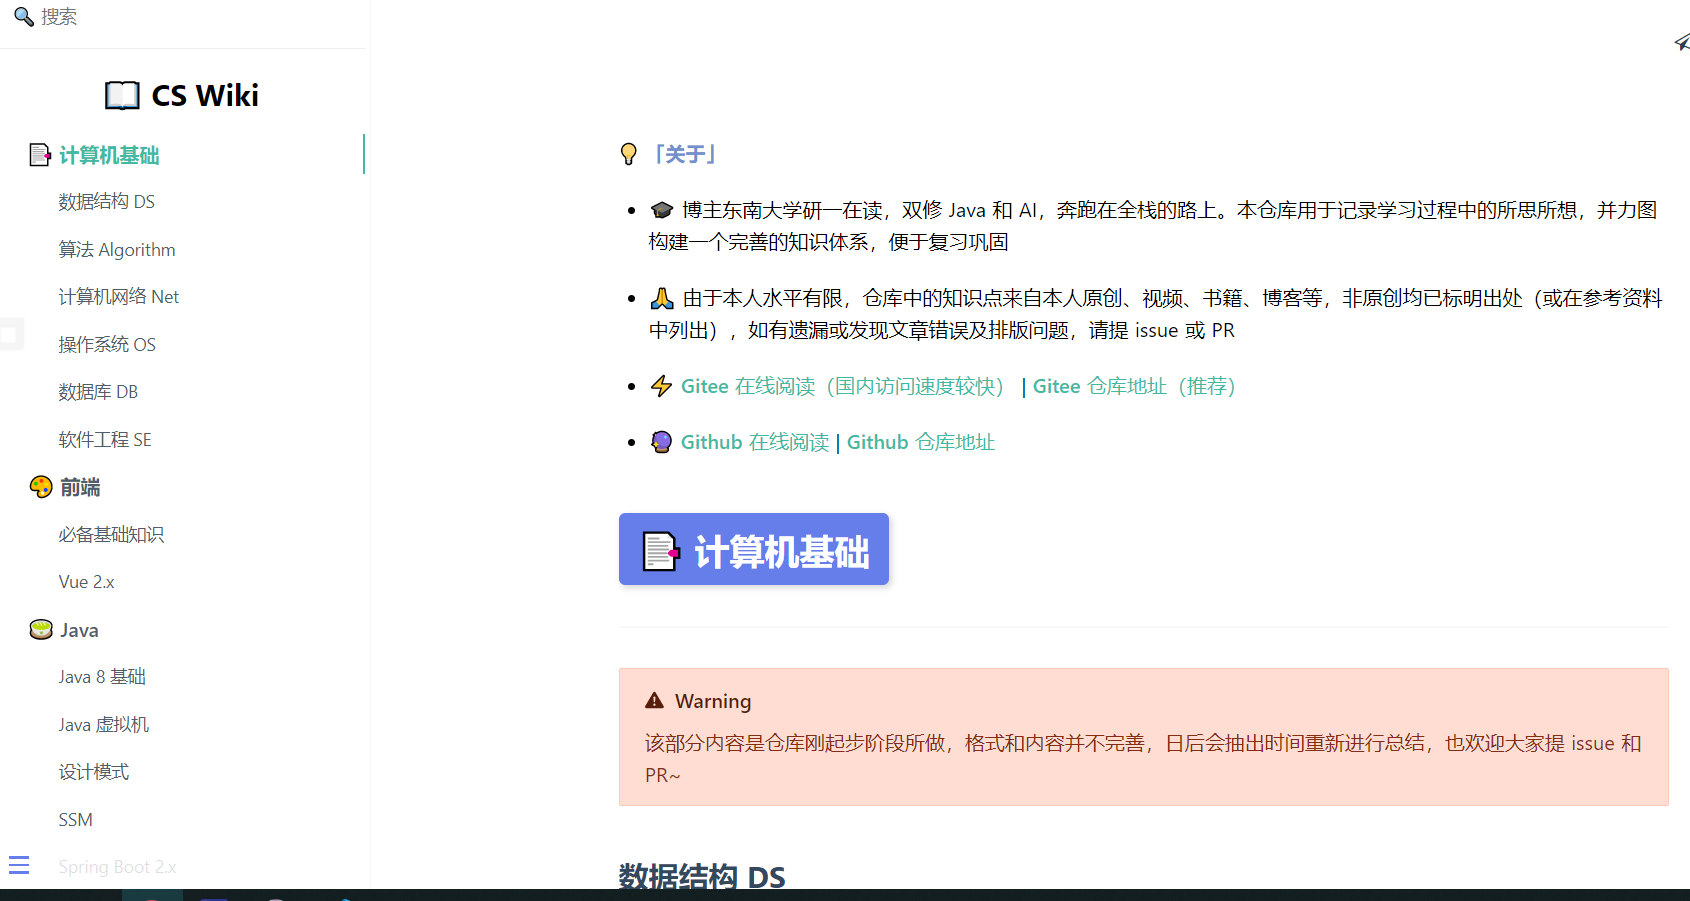 搜索
CS Wiki
计算机基础
数据结构 DS
算法 Algorithm
计算机网络 Net
操作系统 OS
数据库 DB
软件工程 SE
前端
必备基础知识
Vue 2.x
Java
Java 8 基础
Java 虚拟机
设计模式
SSM
Spring Boot 2.x
「关于」
博主东南大学研一在读，双修 Java 和 AI，奔跑在全栈的路上。本仓库用于记录学习过程中的所思所想，并力图
构建一个完善的知识体系，便于复习巩固
由于本人水平有限，仓库中的知识点来自本人原创、视频、书籍、博客等，非原创均已标明出处（或在参考资料
中列出），如有遗漏或发现文章错误及排版问题，请提 issue 或 PR
Gitee 在线阅读（国内访问速度较快） | Gitee 仓库地址（推荐）
Github 在线阅读 | Github 仓库地址
计算机基础
Warning
该部分内容是仓库刚起步阶段所做，格式和内容并不完善，日后会抽出时间重新进行总结，也欢迎大家提 issue 和
PR~
数据结构 DS